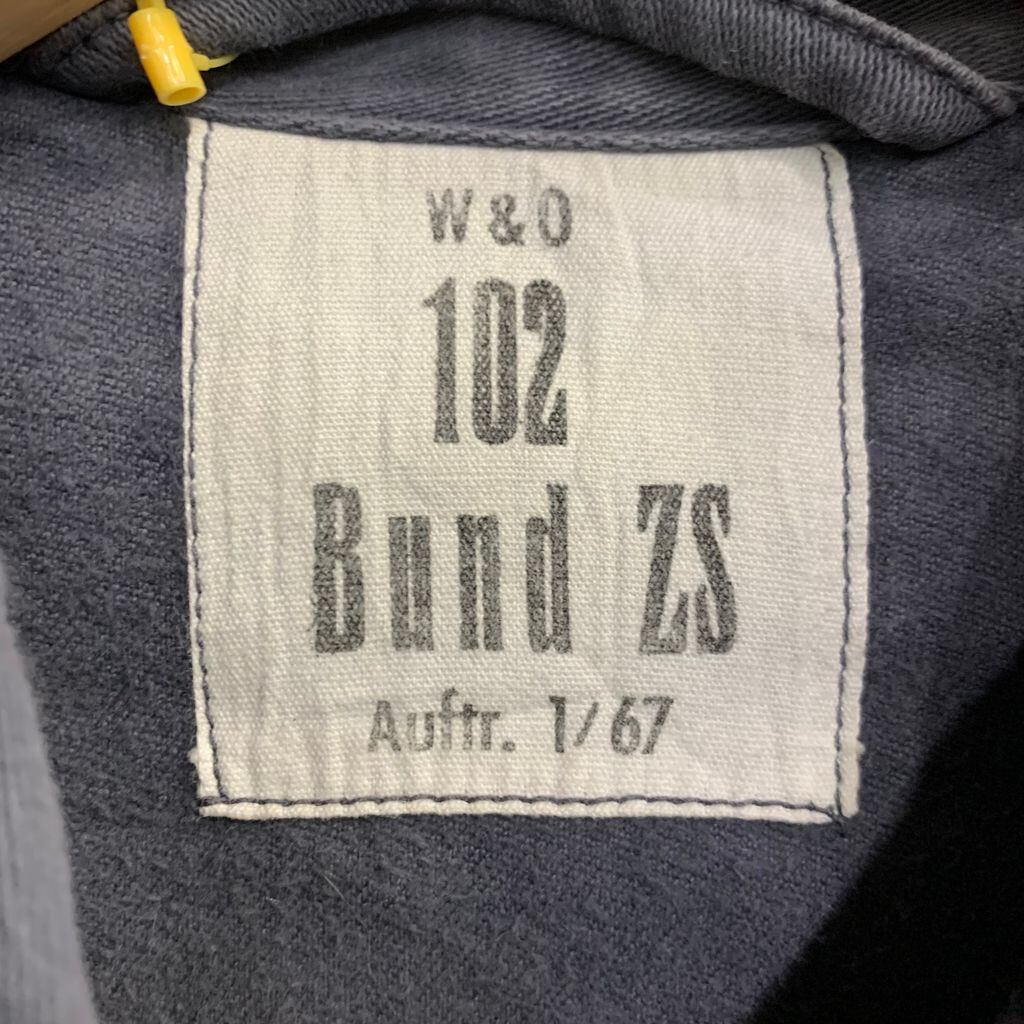 W & O
102
Bund ZS
Auftr. 1/67